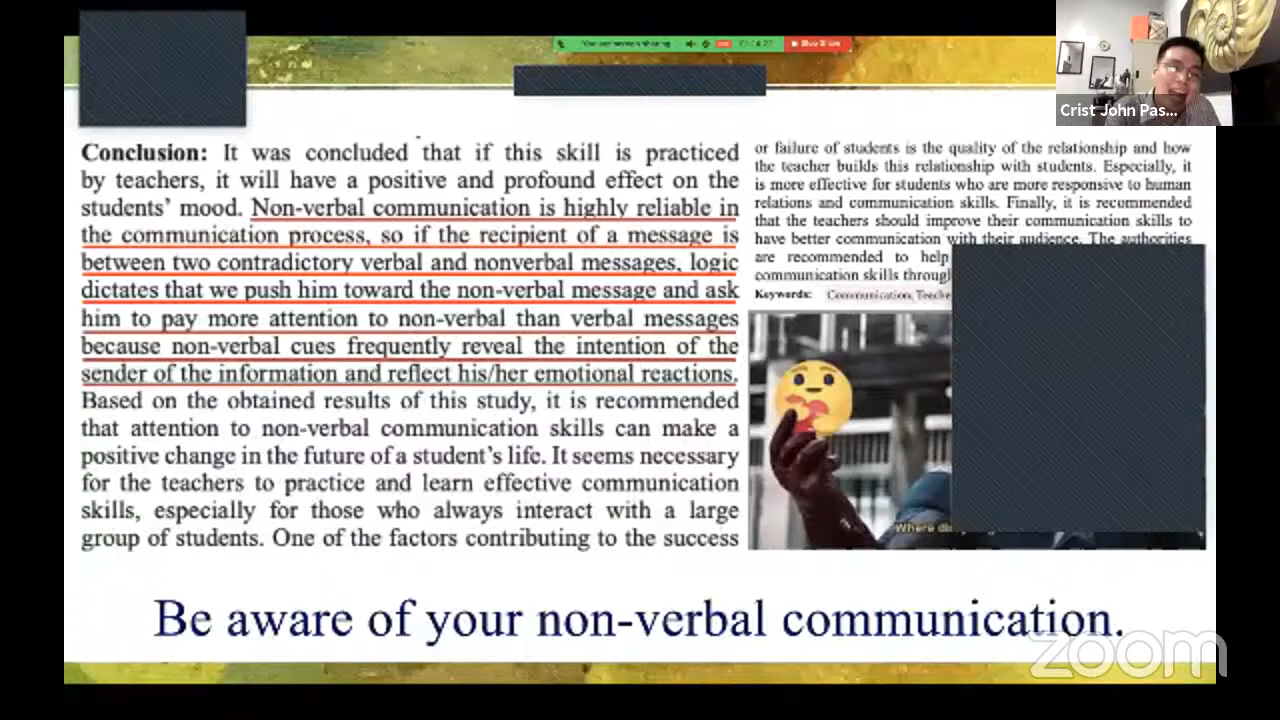 Crist John Pas...
Conclusion: It was concluded that if this skill is practiced
by teachers, it will have a positive and profound effect on the
students' mood. Non-verbal communication is highly reliable in
the communication process, so if the recipient of a message is
between two contradictory verbal and nonverbal messages, logic
dictates that we push him toward the non-verbal message and ask
him to pay more attention to non-verbal than verbal messages
because non-verbal cues frequently reveal the intention of the
sender of the information and reflect his/her emotional reactions.
Based on the obtained results of this study, it is recommended
that attention to non-verbal communication skills can make a
positive change in the future of a student's life. It seems necessary
for the teachers to practice and learn effective communication
skills, especially for those who always interact with a large
group of students. One of the factors contributing to the success
or failure of students is the quality of the relationship and how
the teacher builds this relationship with students. Especially, it
is more effective for students who are more responsive to human
relations and communication skills. Finally, it is recommended
that the teachers should improve their communication skills to
have better communication with their audience. The authorities
are recommended to help
communication skills
Keywords: Communication,
Where
Be aware of your non-verbal communication.
zoom